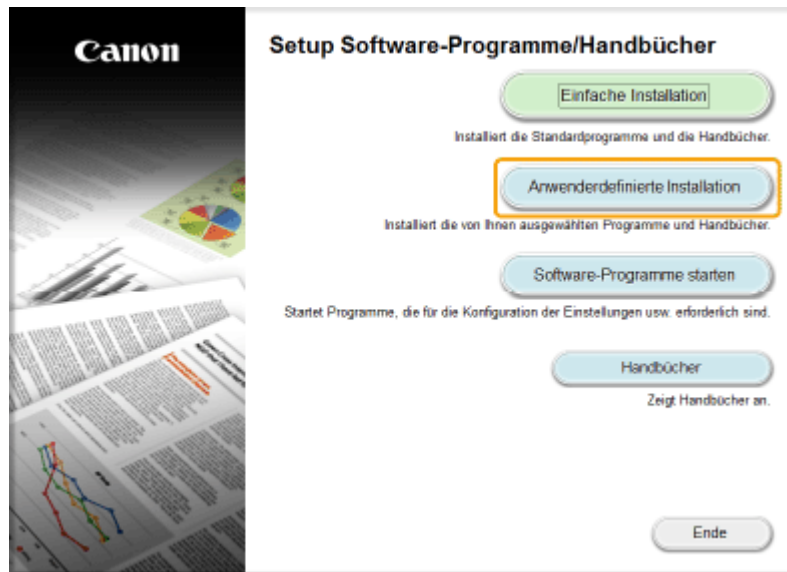 Canon
Setup Software-Programme/Handbücher
Einfache Installation
Installiert die Standardprogramme und die Handbücher.
Anwenderdefinierte Installation
Installiert die von Ihnen ausgewählten Programme und Handbücher.
Software-Programme starten
Startet Programme, die für die Konfiguration der Einstellungen usw. erforderlich sind.
Handbücher
Zeigt Handbücher an.
Ende